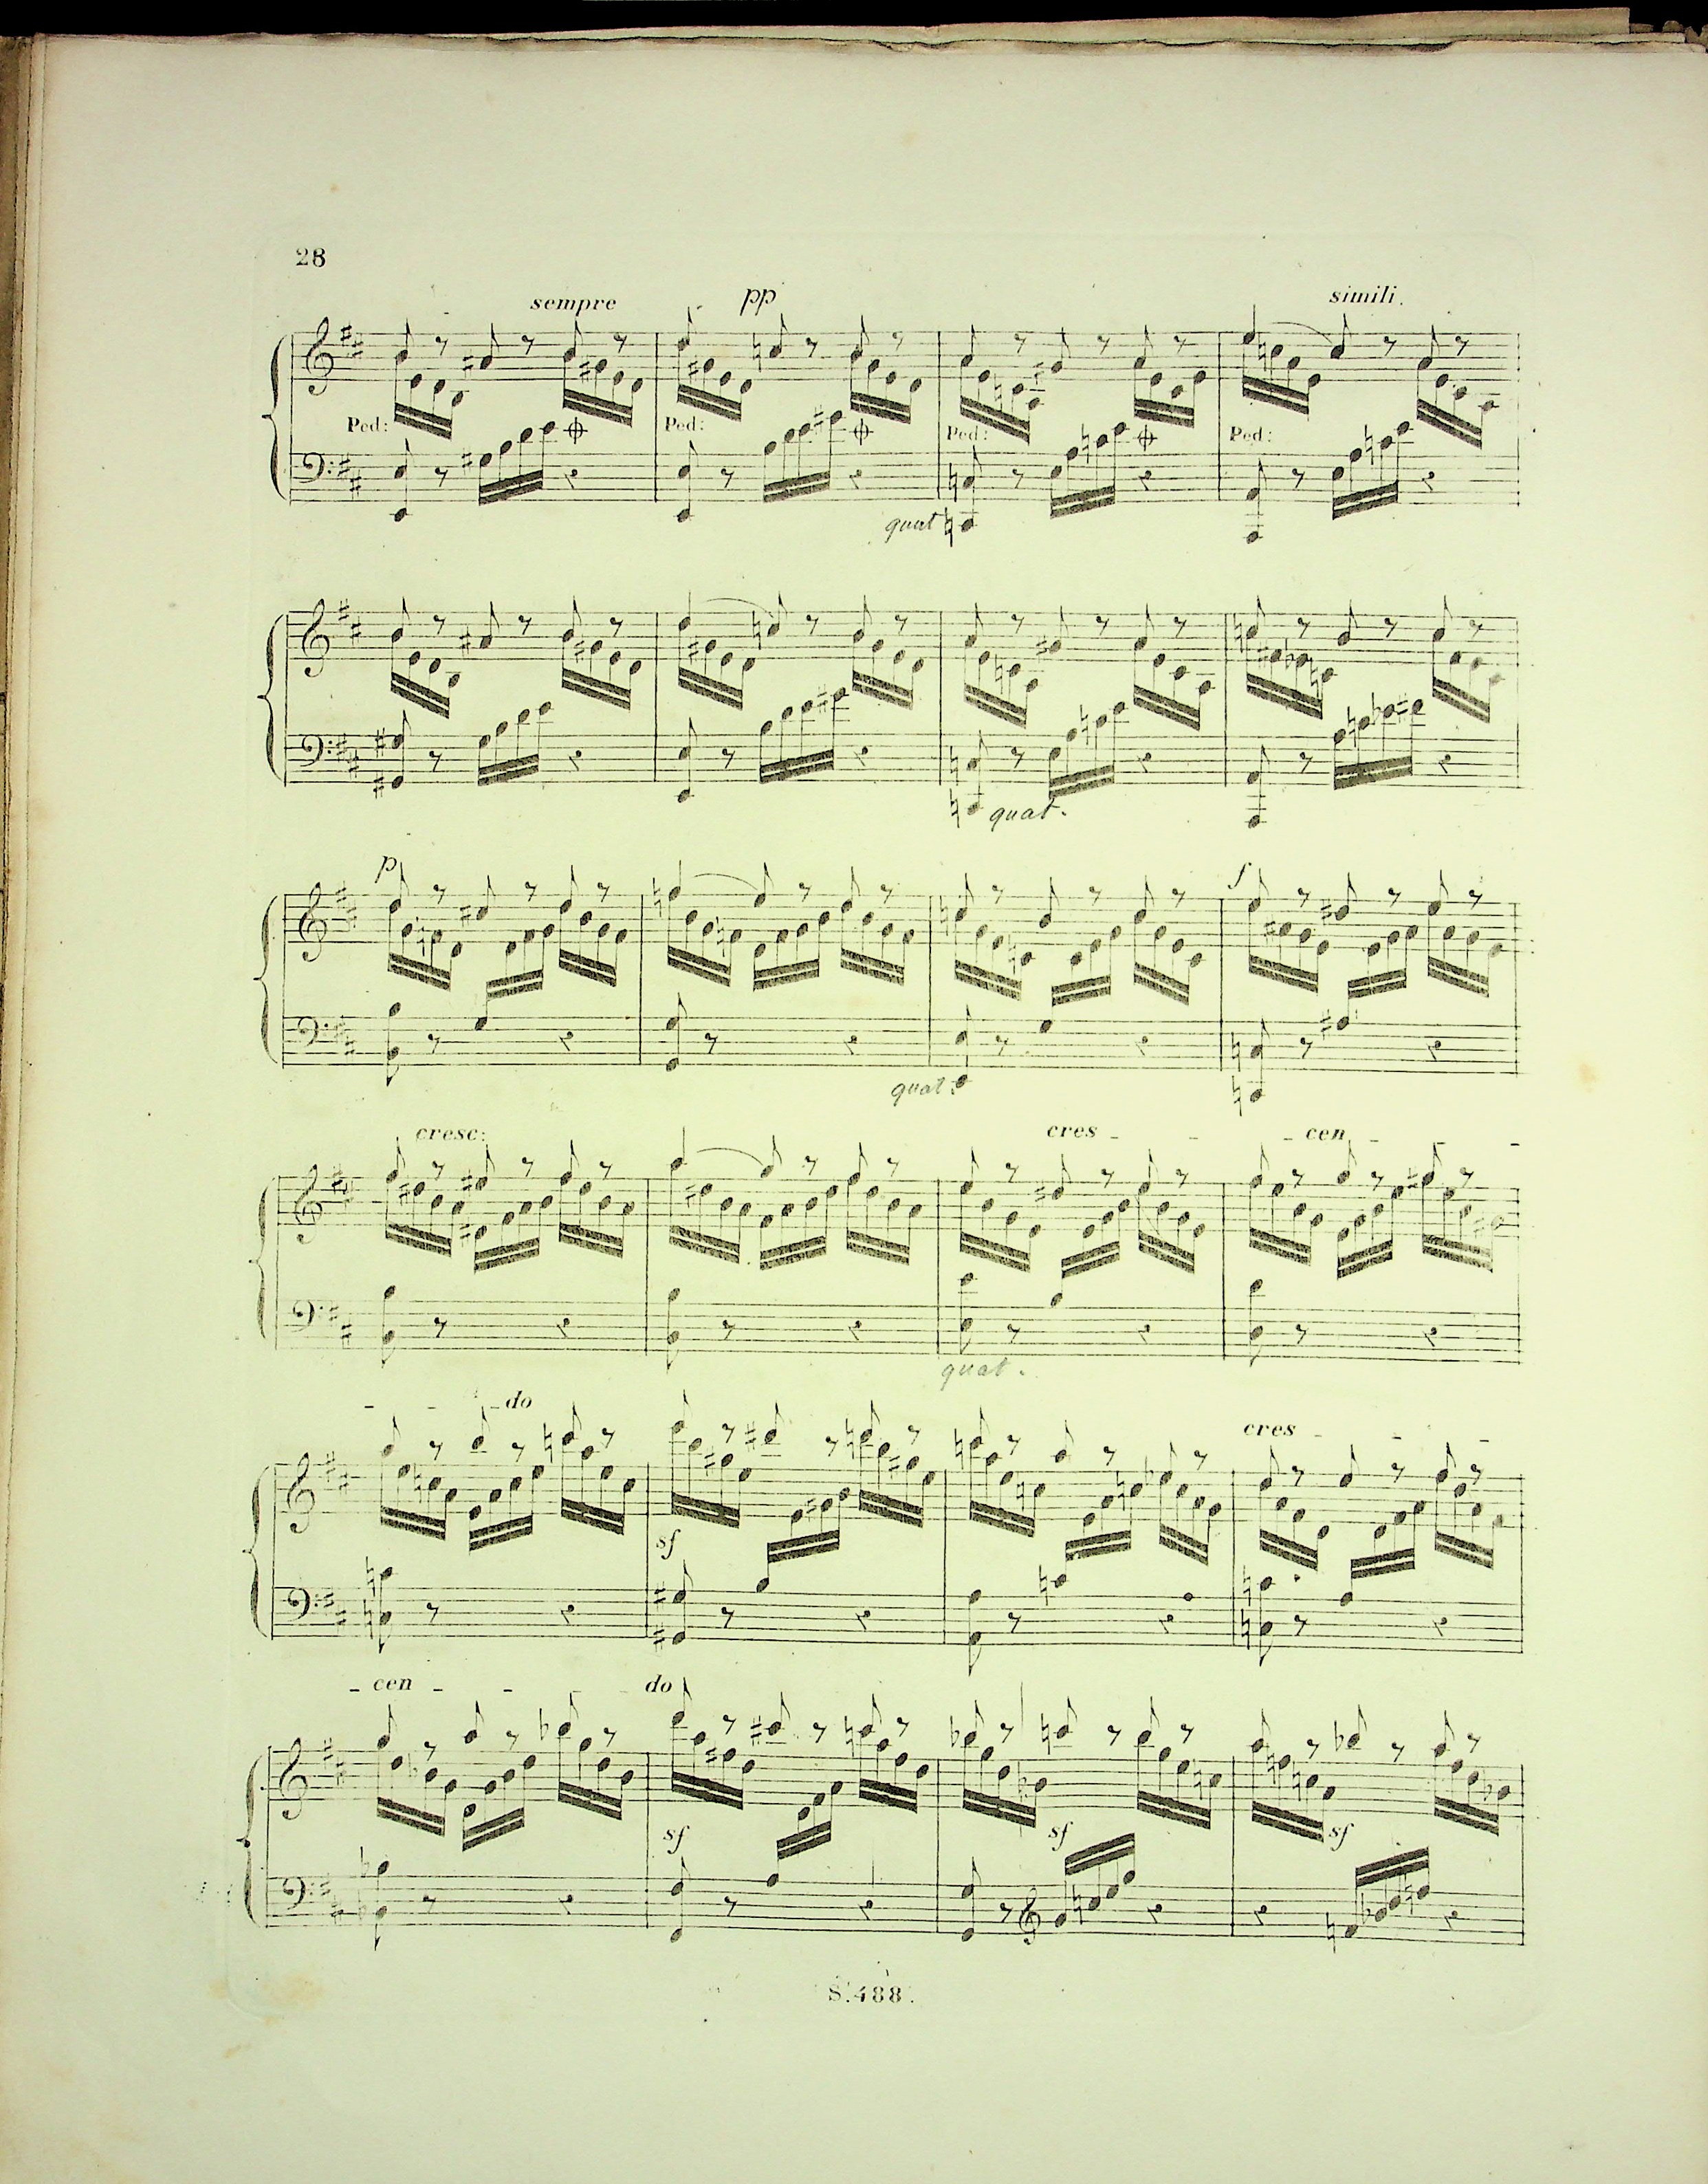 28
sempre pp simili.
Ped: Ped: Ped: Ped:
quat
quat.
p f
quat.
cresc: cres - - - cen - - -
quat.
- - - do
cres - - -
sf
- cen - - - do
sf sf sf
S.488.